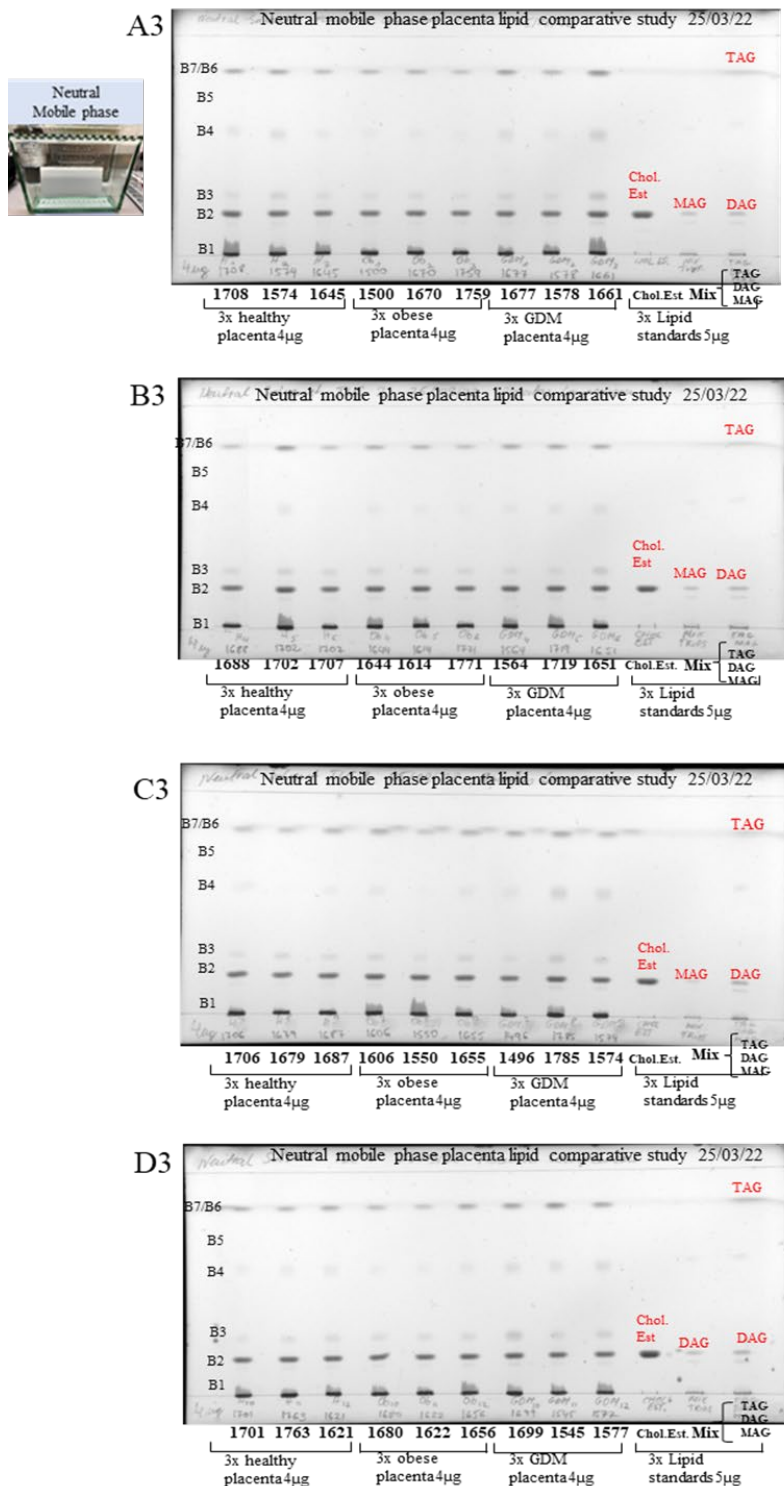 A3
Neutral mobile phase placenta lipid comparative study 25/03/22
TAG
Neutral
Mobile phase
B7/B6
B5
B4
B3
B2
B1
Chol.
Est
MAG
DAG
4µg 1708 1574 1645 1500 1670 1759 1677 1578 1661
1708 1574 1645 1500 1670 1759 1677 1578 1661 Chol.Est. Mix
TAG
DAG
MAG
3x healthy
placenta 4µg
3x obese
placenta 4µg
3x GDM
placenta 4µg
3x Lipid
standards 5µg
B3
Neutral mobile phase placenta lipid comparative study 25/03/22
TAG
B7/B6
B5
B4
B3
B2
B1
Chol.
Est
MAG
DAG
1688 1702 1707 1644 1614 1771 1564 1719 1651 Chol.Est. Mix
TAG
DAG
MAG
3x healthy
placenta 4µg
3x obese
placenta 4µg
3x GDM
placenta 4µg
3x Lipid
standards 5µg
C3
Neutral mobile phase placenta lipid comparative study 25/03/22
TAG
B7/B6
B5
B4
B3
B2
B1
Chol.
Est
MAG
DAG
1706 1679 1687 1606 1550 1655 1496 1785 1574 Chol.Est. Mix
TAG
DAG
MAG
3x healthy
placenta 4µg
3x obese
placenta 4µg
3x GDM
placenta 4µg
3x Lipid
standards 5µg
D3
Neutral mobile phase placenta lipid comparative study 25/03/22
TAG
B7/B6
B5
B4
B3
B2
B1
Chol.
Est
DAG
DAG
1701 1763 1621 1680 1622 1656 1699 1545 1577 Chol.Est. Mix
TAG
DAG
MAG
3x healthy
placenta 4µg
3x obese
placenta 4µg
3x GDM
placenta 4µg
3x Lipid
standards 5µg